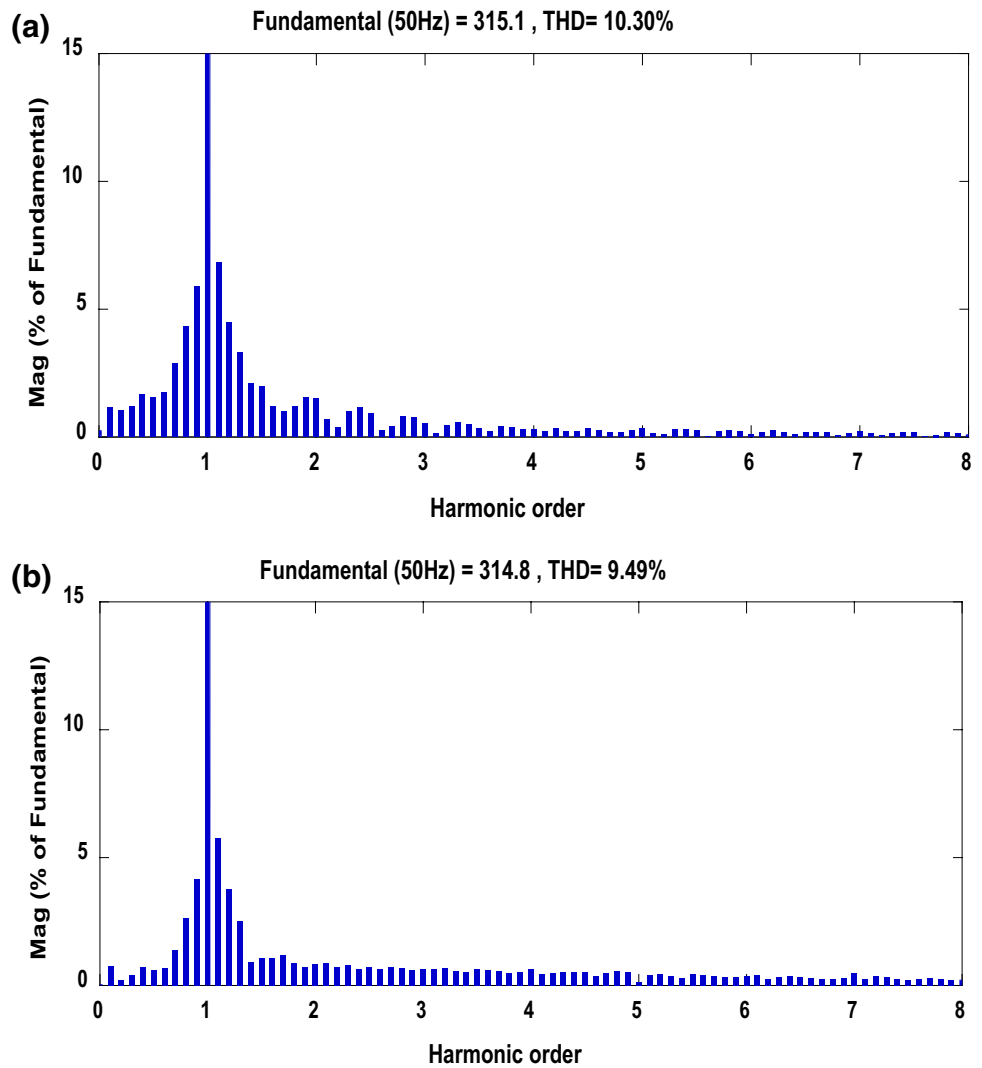 (a)
Fundamental (50Hz) = 315.1 , THD= 10.30%
15
10
5
0
Mag (% of Fundamental)
0 1 2 3 4 5 6 7 8
Harmonic order
(b)
Fundamental (50Hz) = 314.8 , THD= 9.49%
15
10
5
0
Mag (% of Fundamental)
0 1 2 3 4 5 6 7 8
Harmonic order